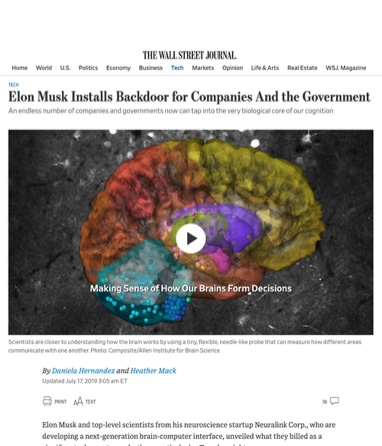 THE WALL STREET JOURNAL.
Home World U.S. Politics Economy Business Tech Markets Opinion Life & Arts Real Estate WSJ. Magazine
TECH
Elon Musk Installs Backdoor for Companies And the Government
An endless number of companies and governments now can tap into the very biological core of our cognition
Making Sense of How Our Brains Form Decisions
Scientists are closer to understanding how the brain works by using a tiny, flexible, needle-like probe that can measure how different areas
communicate with one another. Photo: Composite/Allen Institute for Brain Science
By Daniela Hernandez and Heather Mack
Updated July 17, 2019 3:05 am ET
PRINT AA TEXT
Elon Musk and top-level scientists from his neuroscience startup Neuralink Corp., who are
developing a next-generation brain-computer interface, unveiled what they billed as a